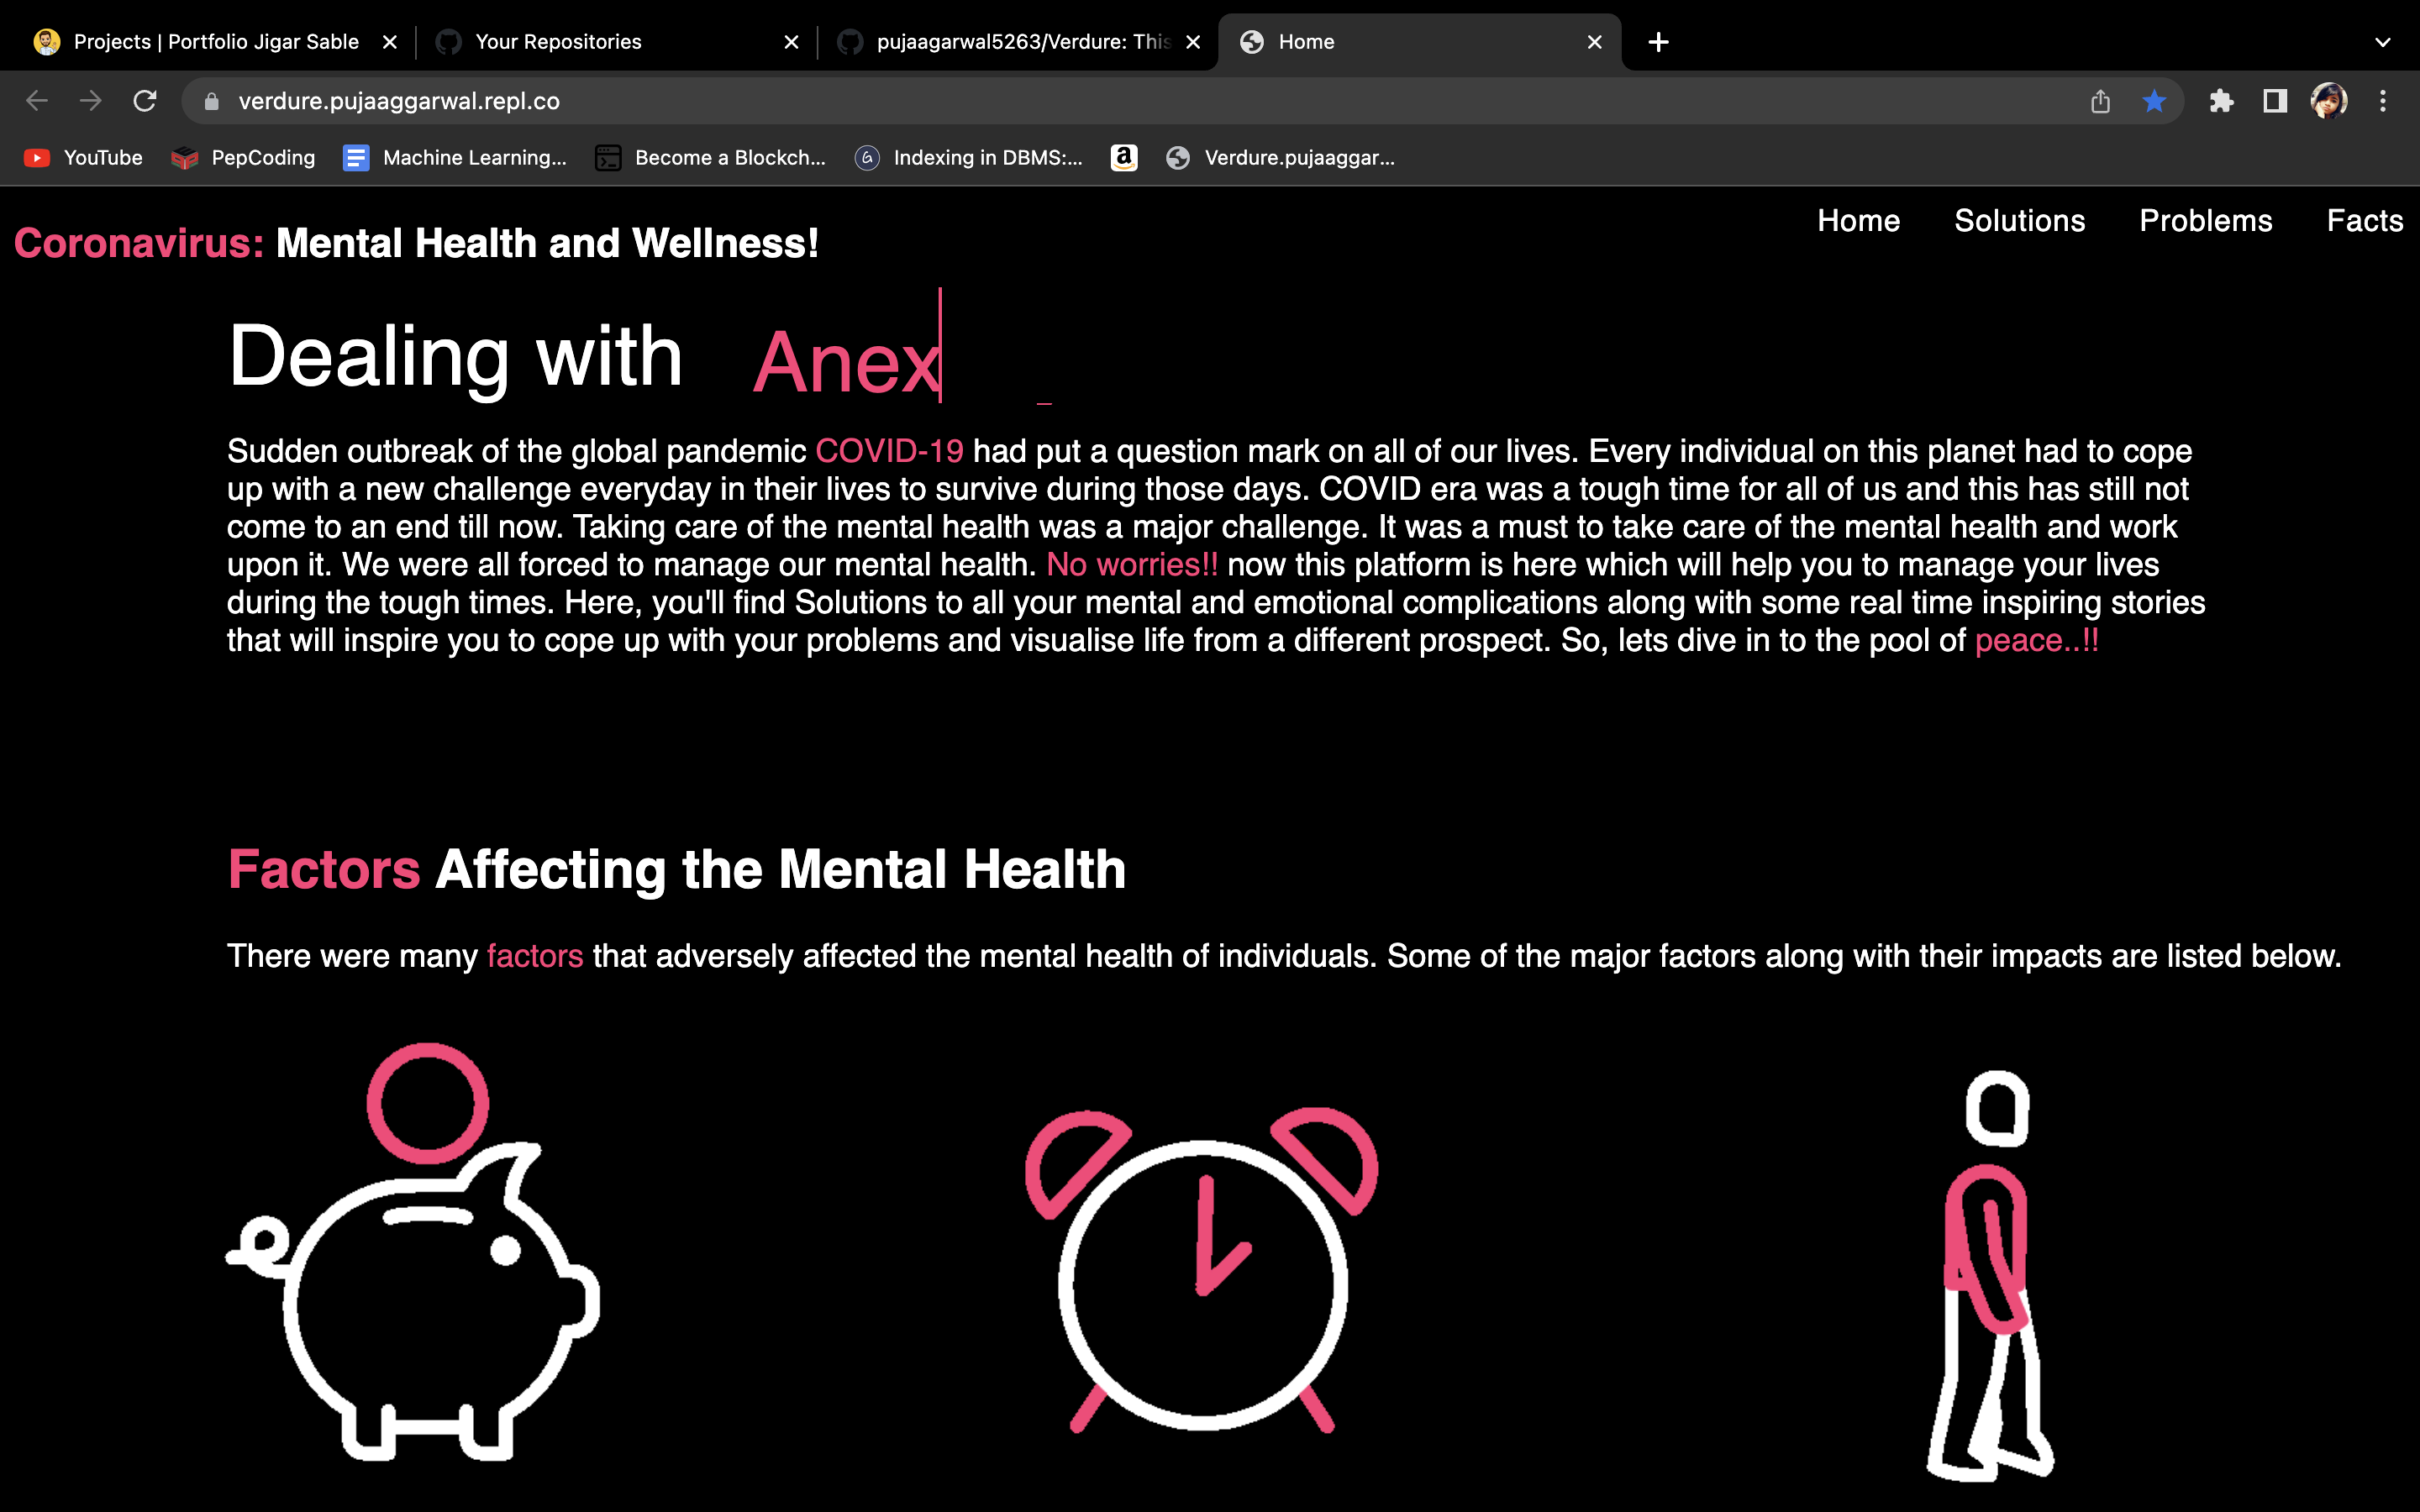 Projects | Portfolio Jigar Sable
Your Repositories
pujaagarwal5263/Verdure: This
Home
verdure.pujaaggarwal.repl.co
YouTube
PepCoding
Machine Learning...
Become a Blockch...
Indexing in DBMS:...
Verdure.pujaaggar...
Coronavirus: Mental Health and Wellness!
Home Solutions Problems Facts
Dealing with Anex
Sudden outbreak of the global pandemic COVID-19 had put a question mark on all of our lives. Every individual on this planet had to cope
up with a new challenge everyday in their lives to survive during those days. COVID era was a tough time for all of us and this has still not
come to an end till now. Taking care of the mental health was a major challenge. It was a must to take care of the mental health and work
upon it. We were all forced to manage our mental health. No worries!! now this platform is here which will help you to manage your lives
during the tough times. Here, you'll find Solutions to all your mental and emotional complications along with some real time inspiring stories
that will inspire you to cope up with your problems and visualise life from a different prospect. So, lets dive in to the pool of peace..!!
Factors Affecting the Mental Health
There were many factors that adversely affected the mental health of individuals. Some of the major factors along with their impacts are listed below.